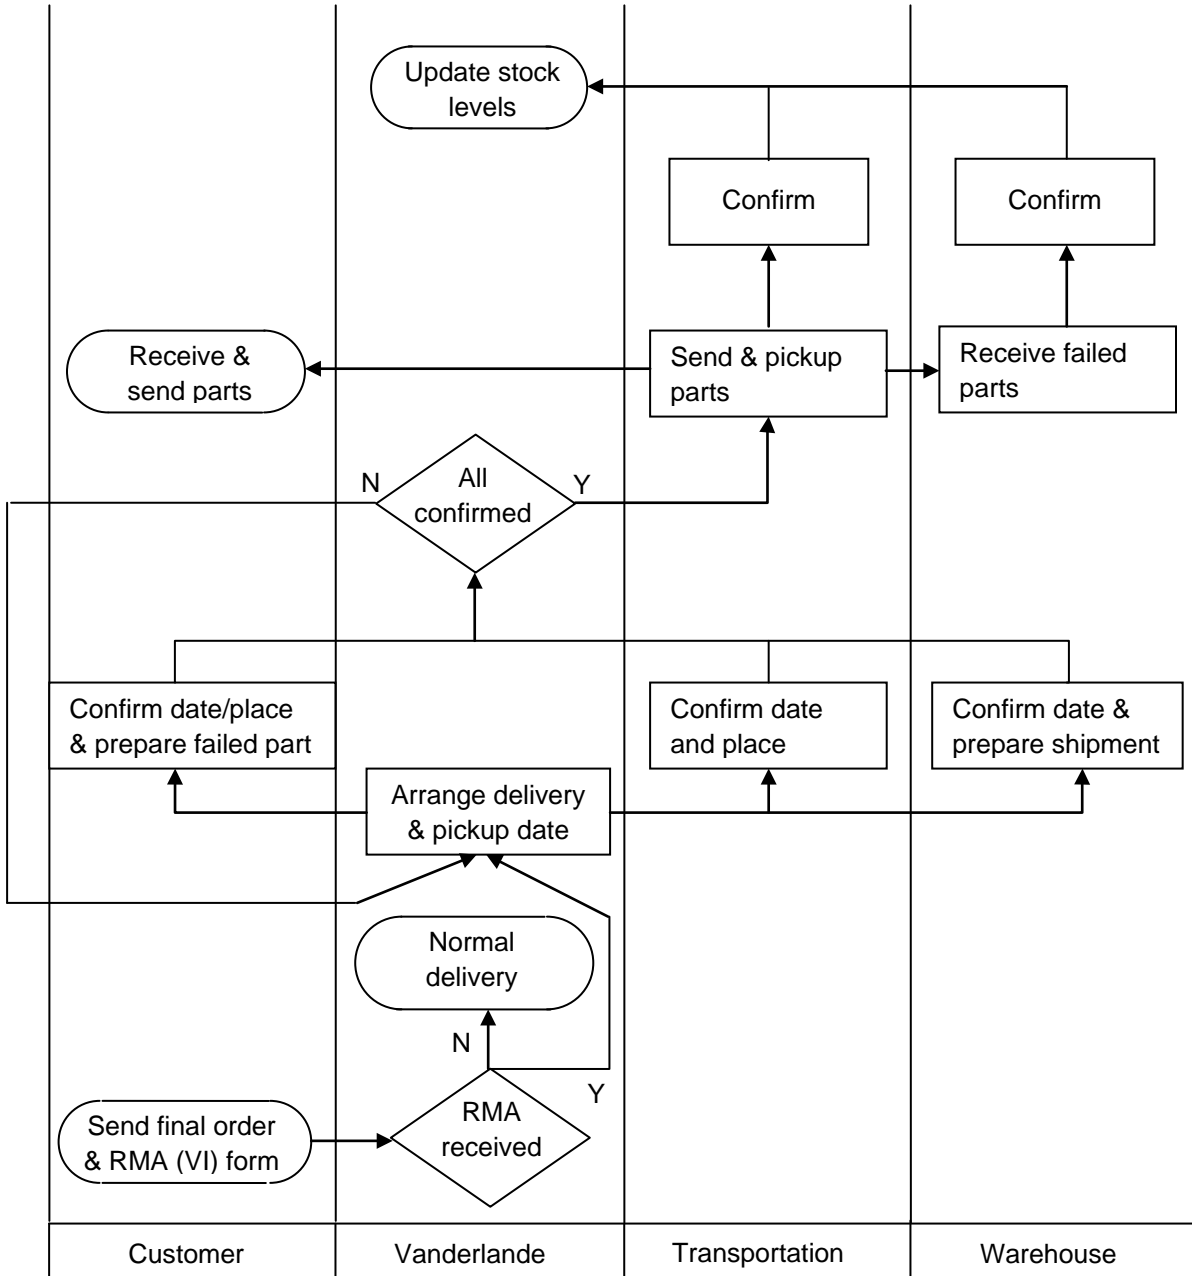 Update stock
levels
Confirm
Confirm
Receive &
send parts
Send & pickup
parts
Receive failed
parts
N
All
confirmed
Y
Confirm date/place
& prepare failed part
Confirm date
and place
Confirm date &
prepare shipment
Arrange delivery
& pickup date
Normal
delivery
N
Y
RMA
received
Send final order
& RMA (VI) form
Customer
Vanderlande
Transportation
Warehouse